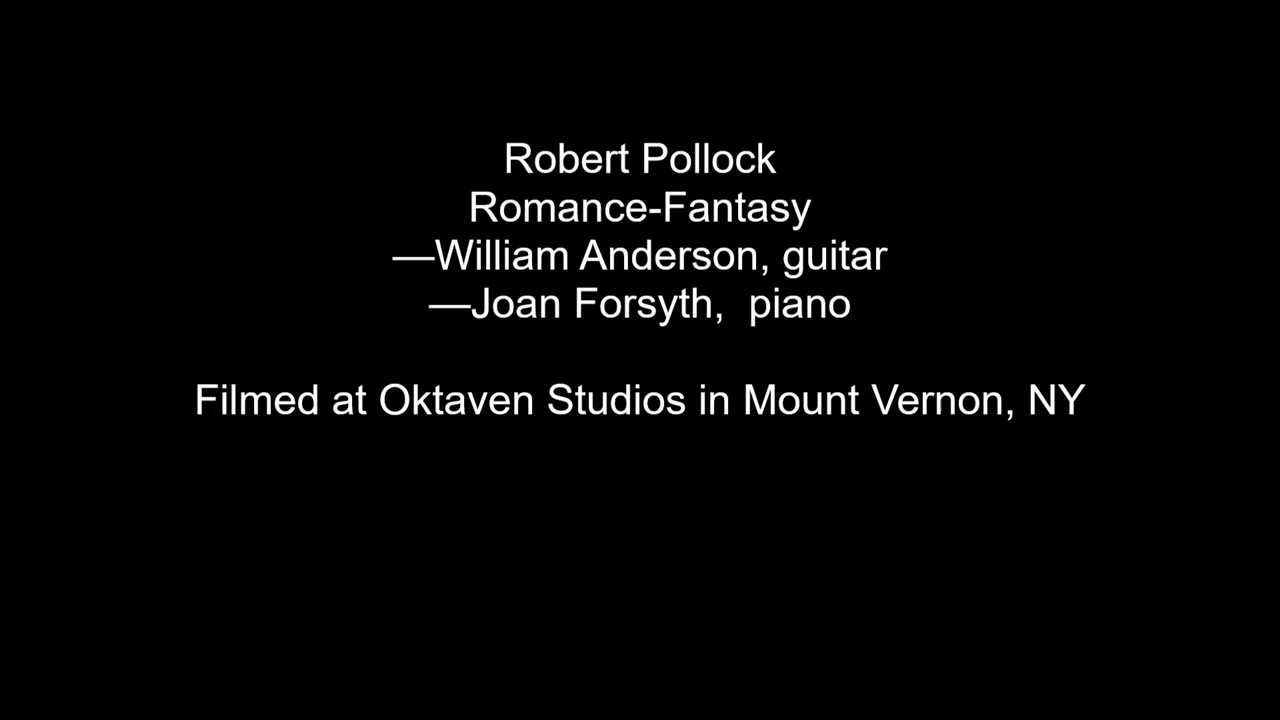 Robert Pollock
Romance-Fantasy
—William Anderson, guitar
—Joan Forsyth,  piano
Filmed at Oktaven Studios in Mount Vernon, NY